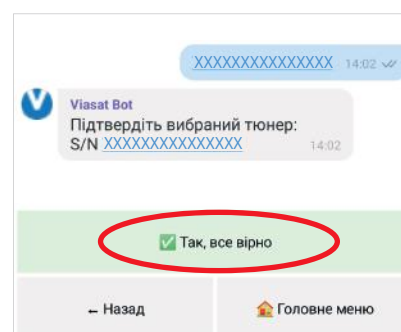 XXXXXXXXXXXXXXX 14:02
Viasat Bot
Підтвердіть вибраний тюнер:
S/N XXXXXXXXXXXXXXX 14:02
✅ Так, все вірно
← Назад
🏠 Головне меню